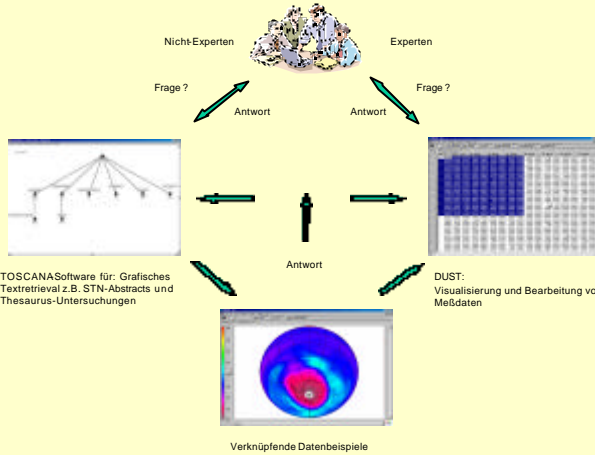 Nicht-Experten
Experten
Frage ?
Frage ?
Antwort
Antwort
Antwort
TOSCANASoftware für: Grafisches
Textretrieval z.B. STN-Abstracts und
Thesaurus-Untersuchungen
DUST:
Visualisierung und Bearbeitung vo
Meßdaten
Verknüpfende Datenbeispiele